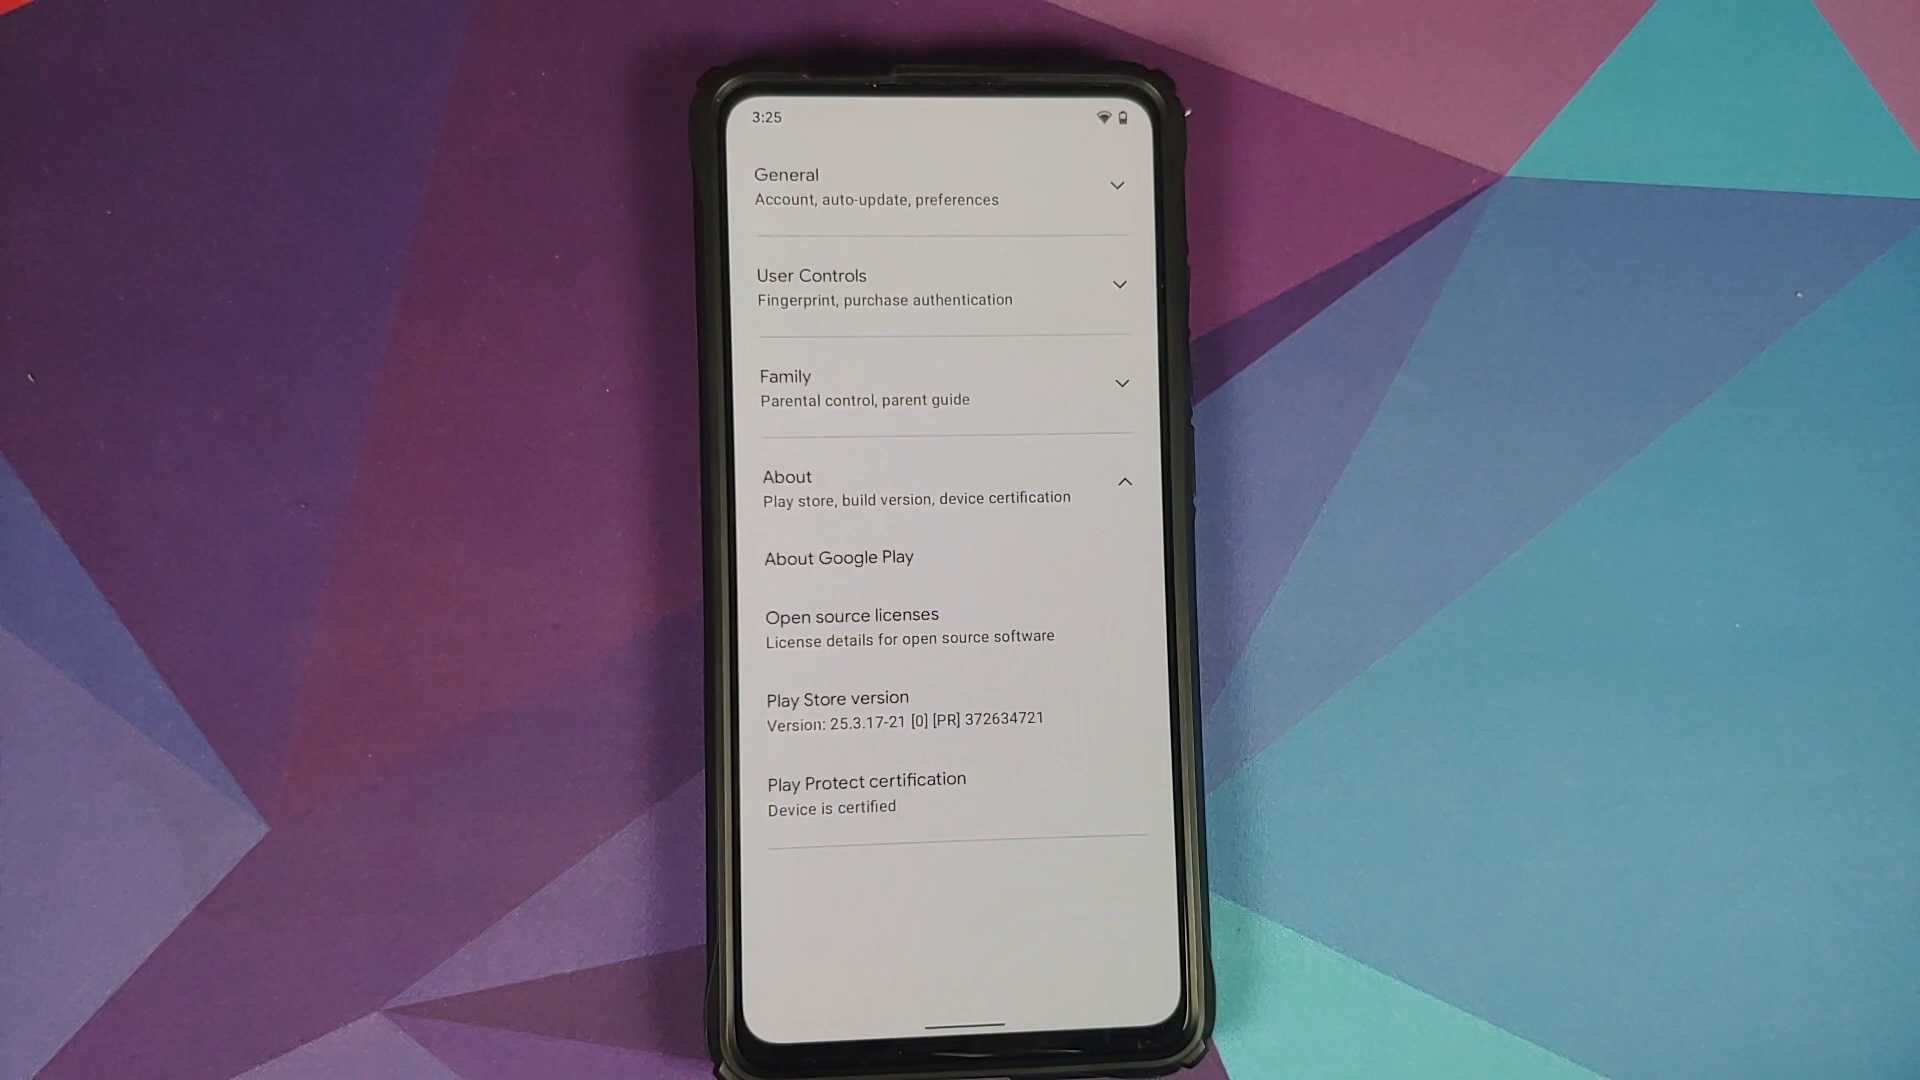 3:25
General
Account, auto-update, preferences
User Controls
Fingerprint, purchase authentication
Family
Parental control, parent guide
About
Play store, build version, device certification
About Google Play
Open source licenses
License details for open source software
Play Store version
Version: 25.3.17-21 [0] [PR] 372634721
Play Protect certification
Device is certified